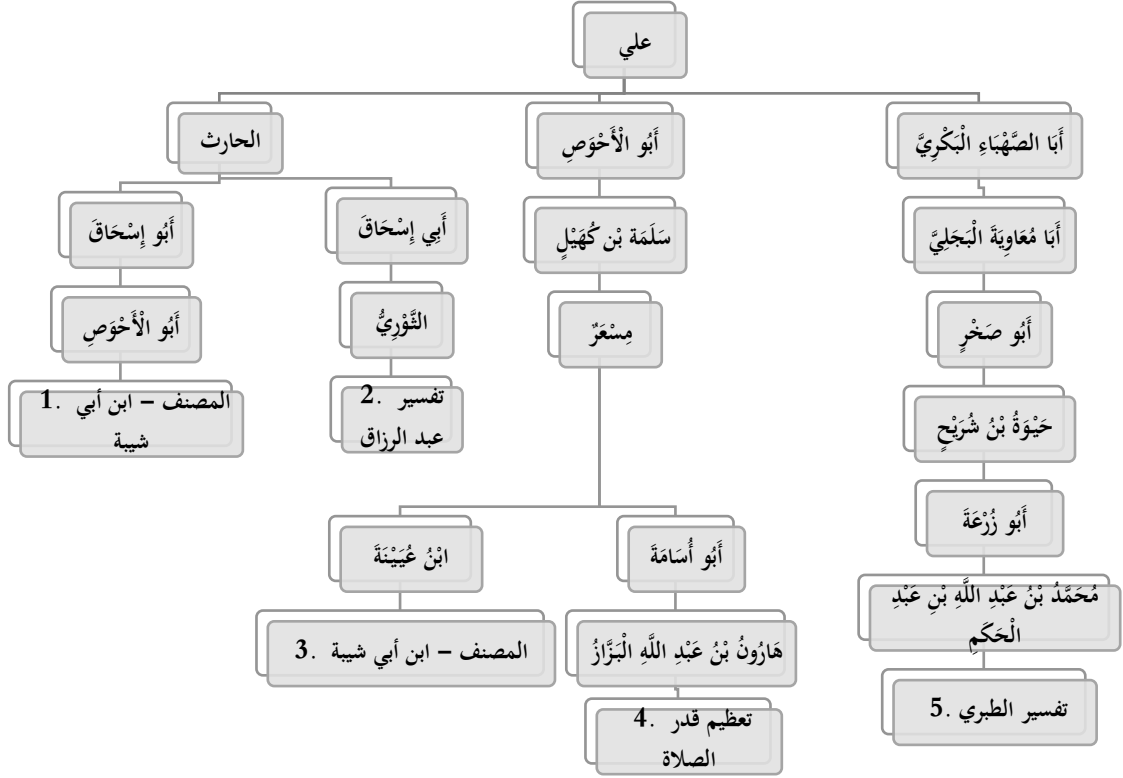 علي
أَبَا الصَّهْبَاءِ الْبَكْرِيَّ
أَبُو الْأَحْوَصِ
الحارث
أَبَا مُعَاوِيَةَ الْبَجَلِيَّ
سَلَمَة بْن كُهَيْلٍ
أَبِي إِسْحَاقَ
أَبُو إِسْحَاقَ
أَبُو صَخْرٍ
مِسْعَرٌ
الثَّوْرِيُّ
أَبُو الْأَحْوَصِ
2. تفسير
عبد الرزاق
1. المصنف – ابن أبي
شيبة
حَيْوَةُ بْنُ شُرَيْحٍ
أَبُو زُرْعَةَ
أَبُو أُسَامَةَ
ابْنُ عُيَيْنَةَ
مُحَمَّدُ بْنُ عَبْدِ اللَّهِ بْنِ عَبْدِ
الْحَكَمِ
هَارُونُ بْنُ عَبْدِ اللَّهِ الْبَزَّازُ
3. المصنف – ابن أبي شيبة
5. تفسير الطبري
4. تعظيم قدر
الصلاة